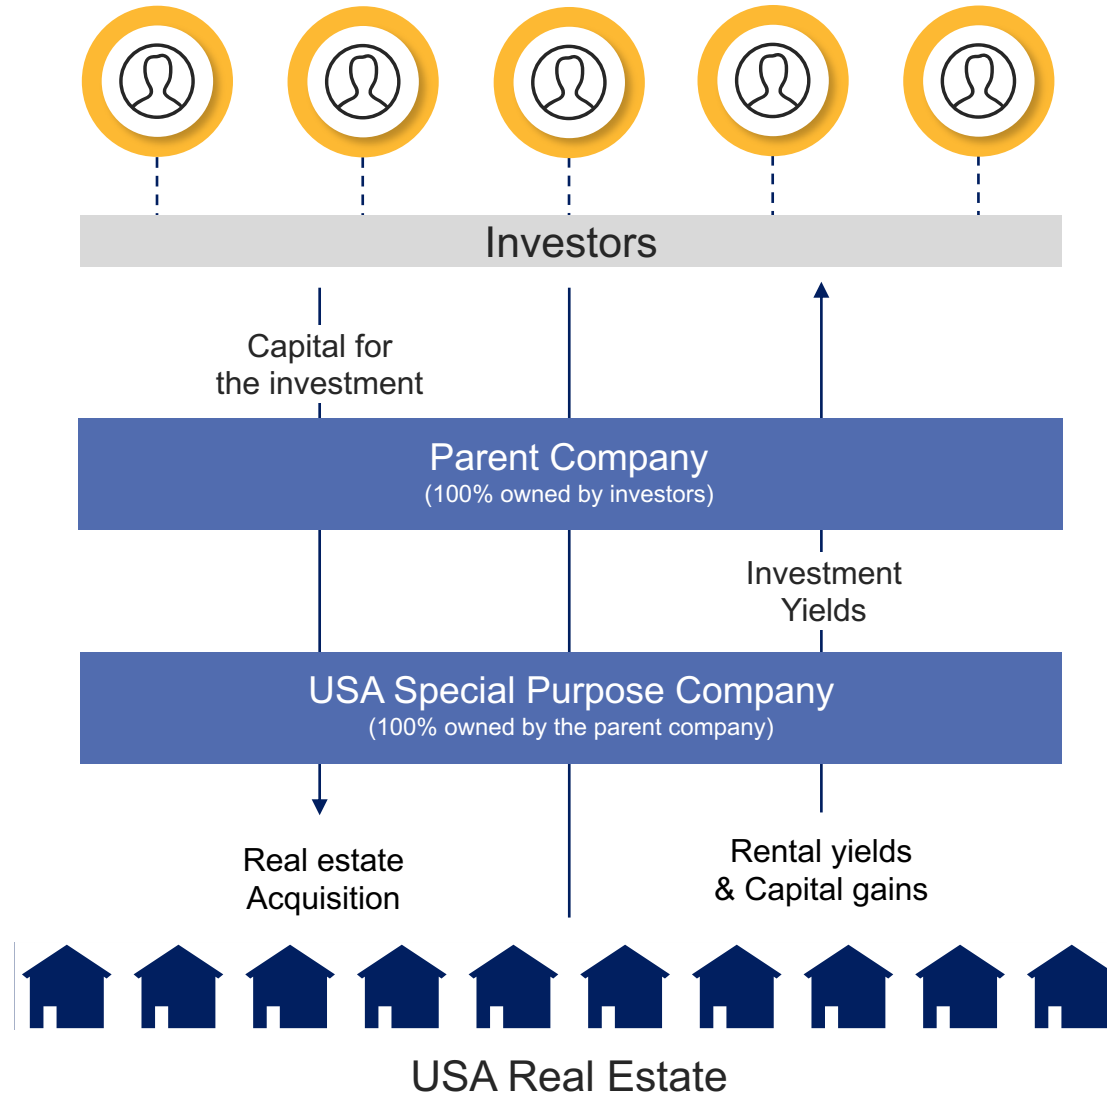 Investors
Capital for
the investment
Parent Company
(100% owned by investors)
Investment
Yields
USA Special Purpose Company
(100% owned by the parent company)
Real estate
Acquisition
Rental yields
& Capital gains
USA Real Estate